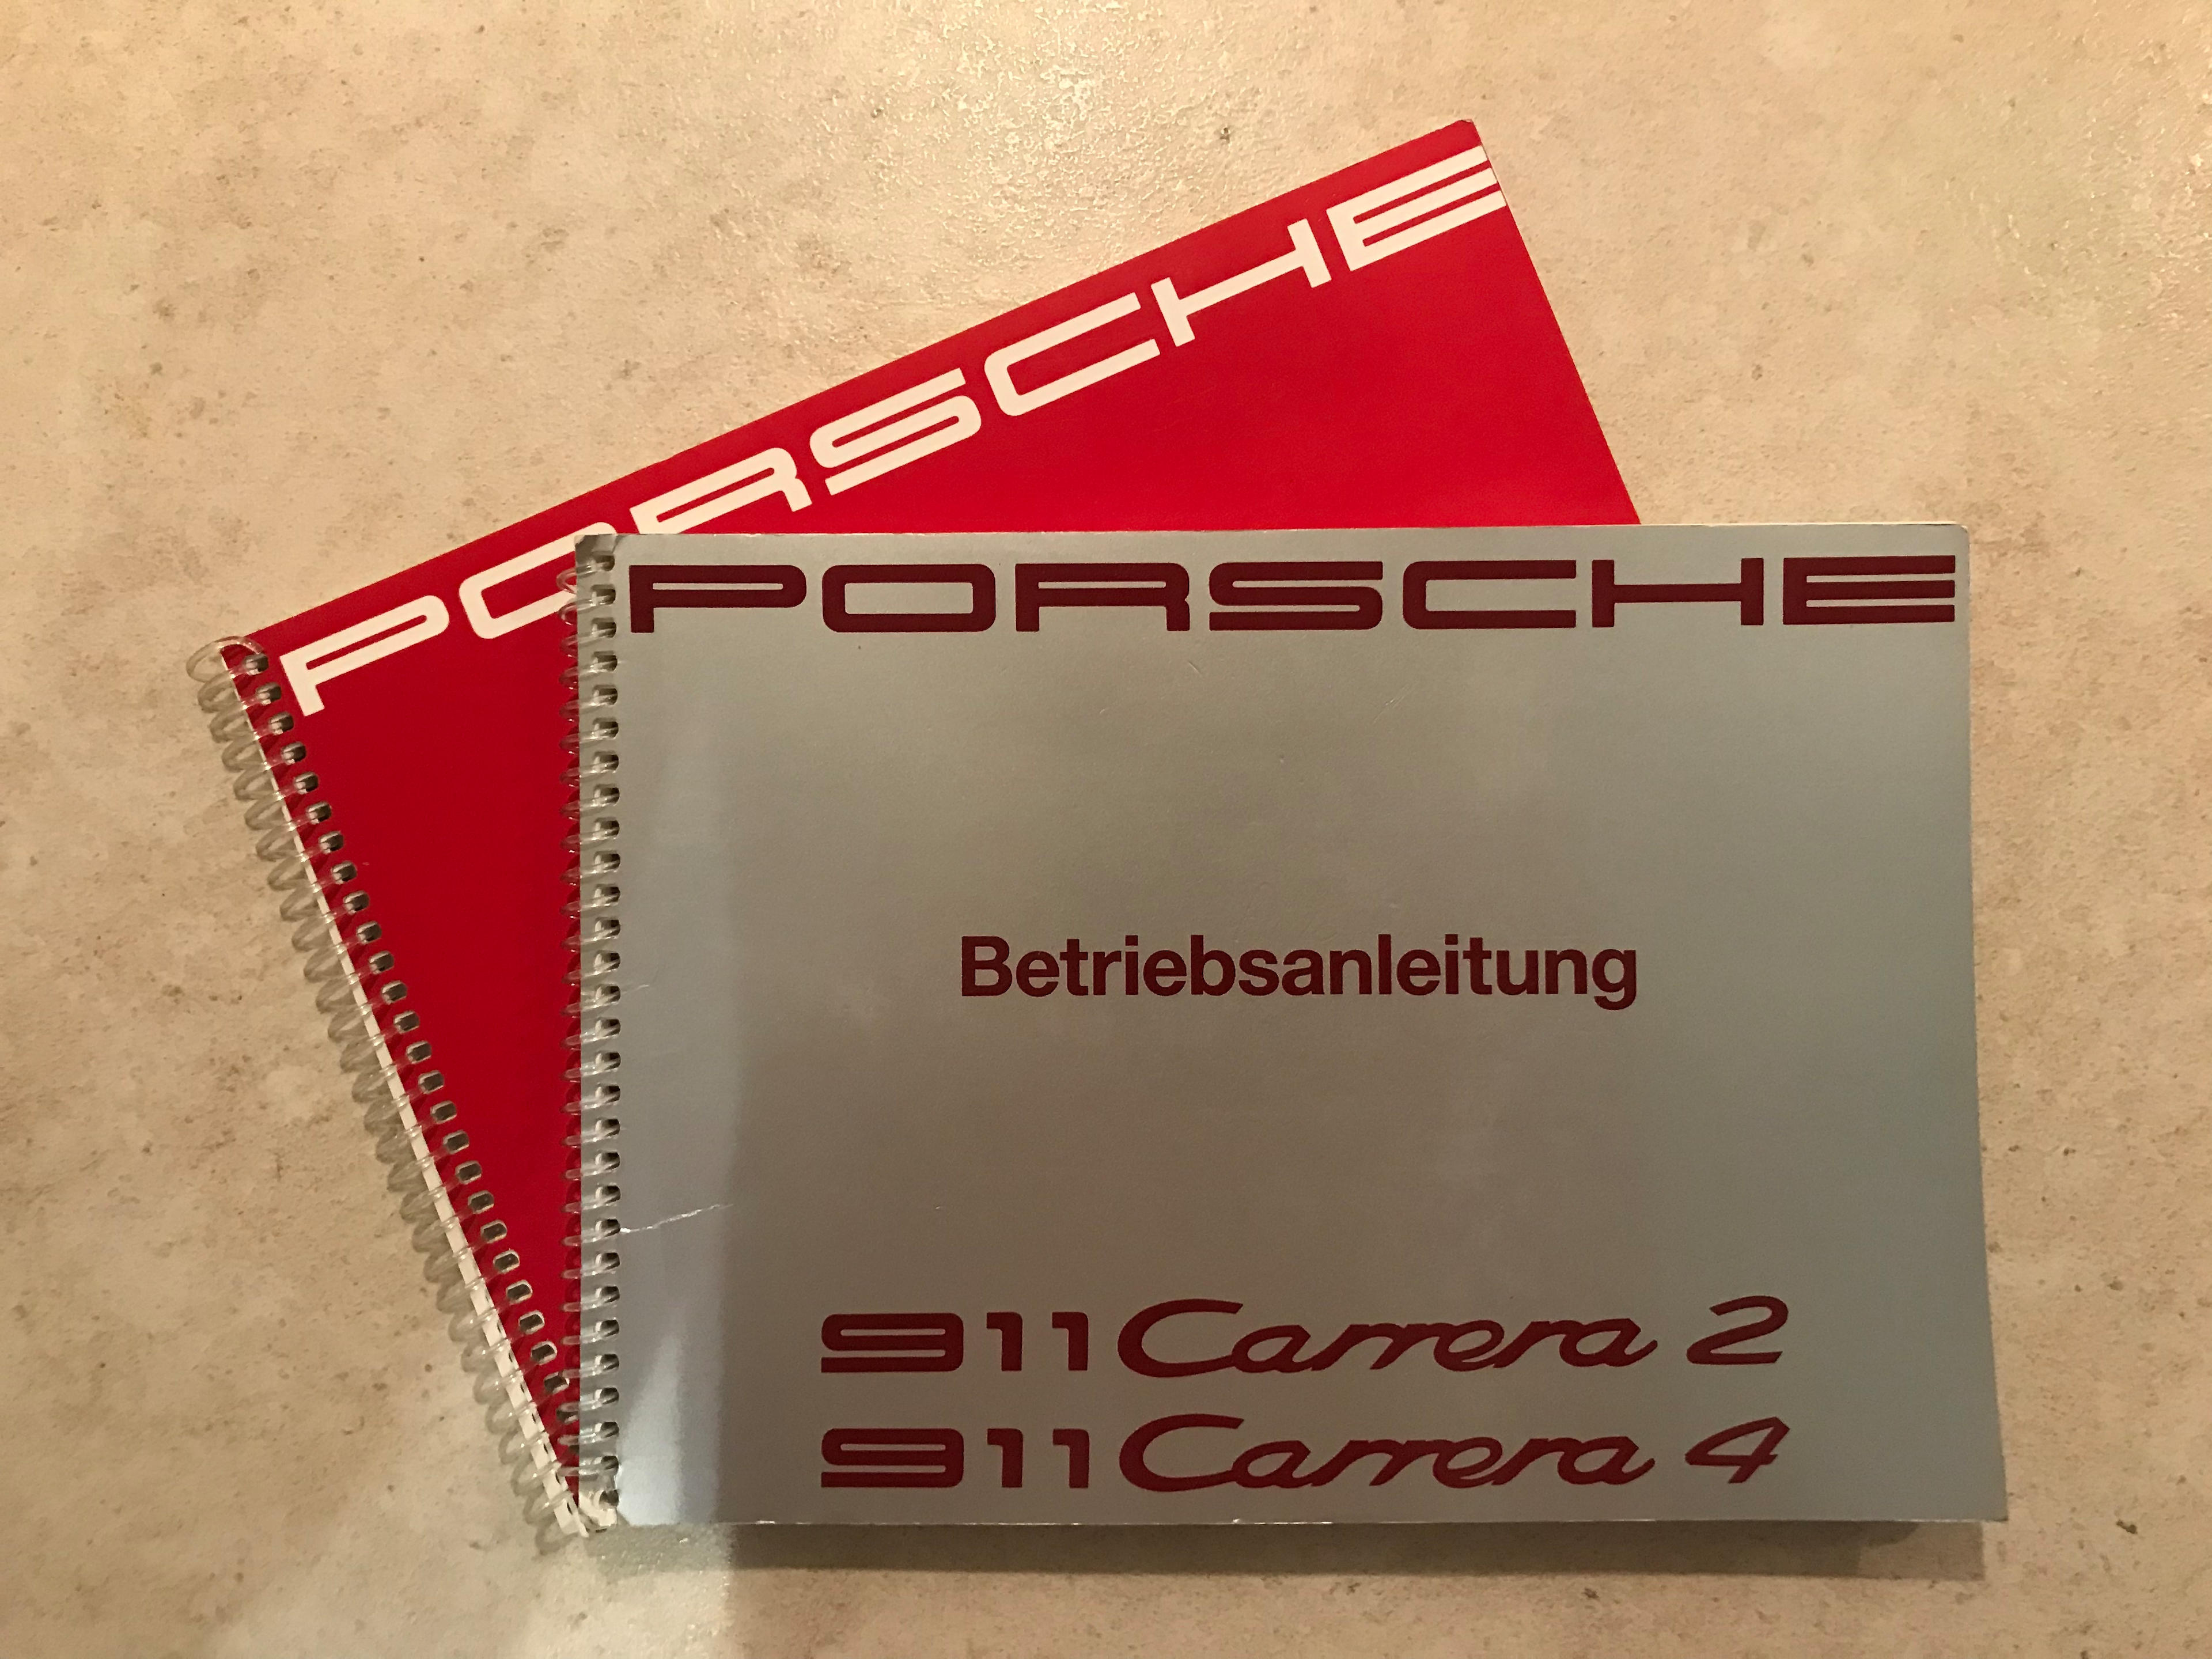 PORSCHE
PORSCHE
Betriebsanleitung
911 Carrera 2
911 Carrera 4